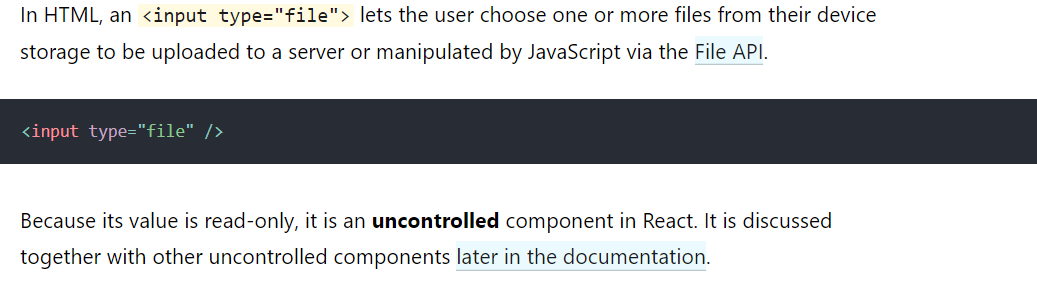 In HTML, an <input type="file"> lets the user choose one or more files from their device
storage to be uploaded to a server or manipulated by JavaScript via the File API.
<input type="file" />
Because its value is read-only, it is an uncontrolled component in React. It is discussed
together with other uncontrolled components later in the documentation.